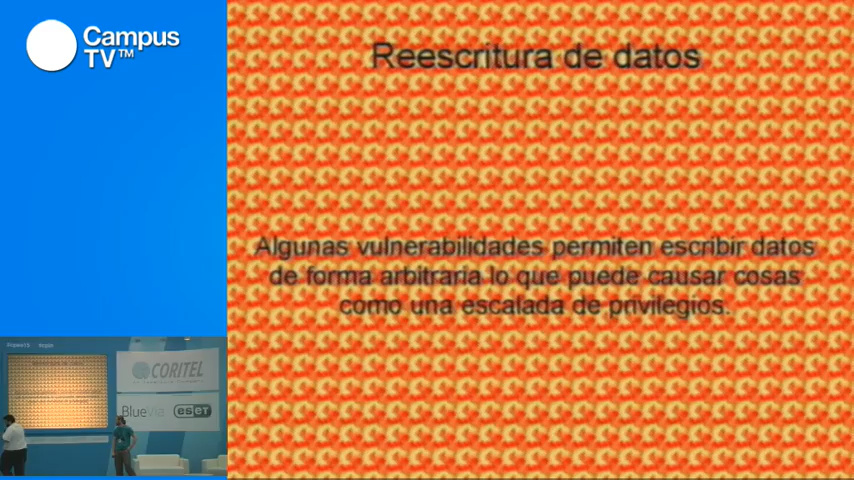 Campus
TV™
Reescritura de datos
Algunas vulnerabilidades permiten escribir datos
de forma arbitraria lo que puede causar cosas
como una escalada de privilegios.
CORITEL
BlueVia
eset